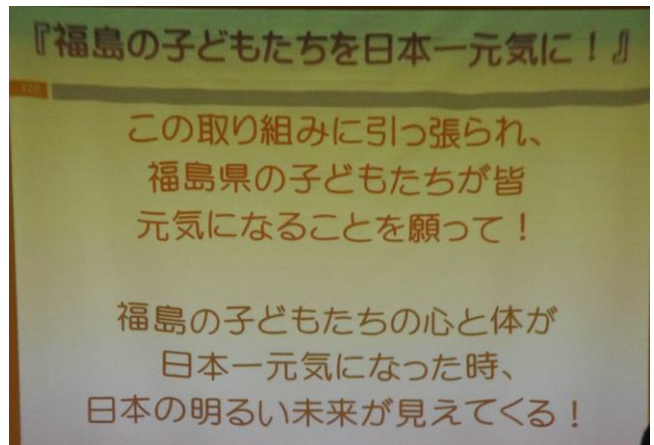 『福島の子どもたちを日本一元気に！』
この取り組みに引っ張られ、
福島県の子どもたちが皆
元気になることを願って！
福島の子どもたちの心と体が
日本一元気になった時、
日本の明るい未来が見えてくる！